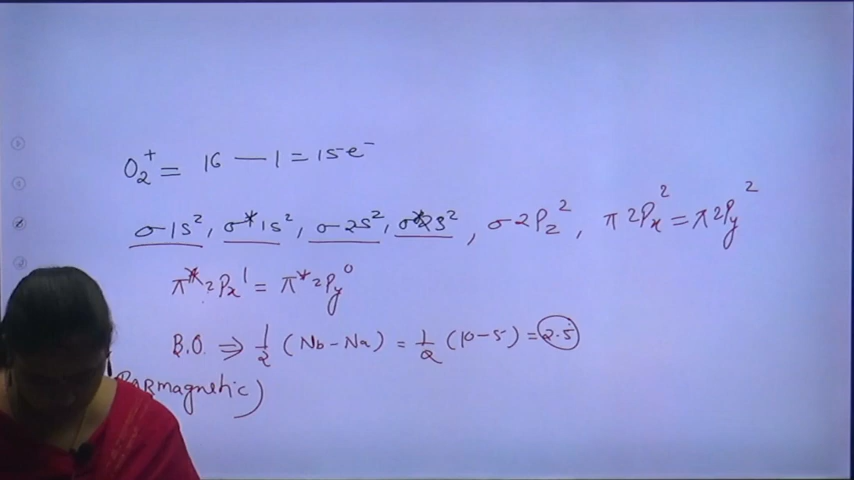 O₂⁺ = 16 — 1 = 15e⁻
σ1s², σ*1s², σ2s², σ*2s², σ2Pz², π2Px² = π2Py²
π*2Px¹ = π*2Py⁰
B.O. ⇒ 1/2 (Nb - Na) = 1/2 (10-5) = 2.5
PARmagnetic)